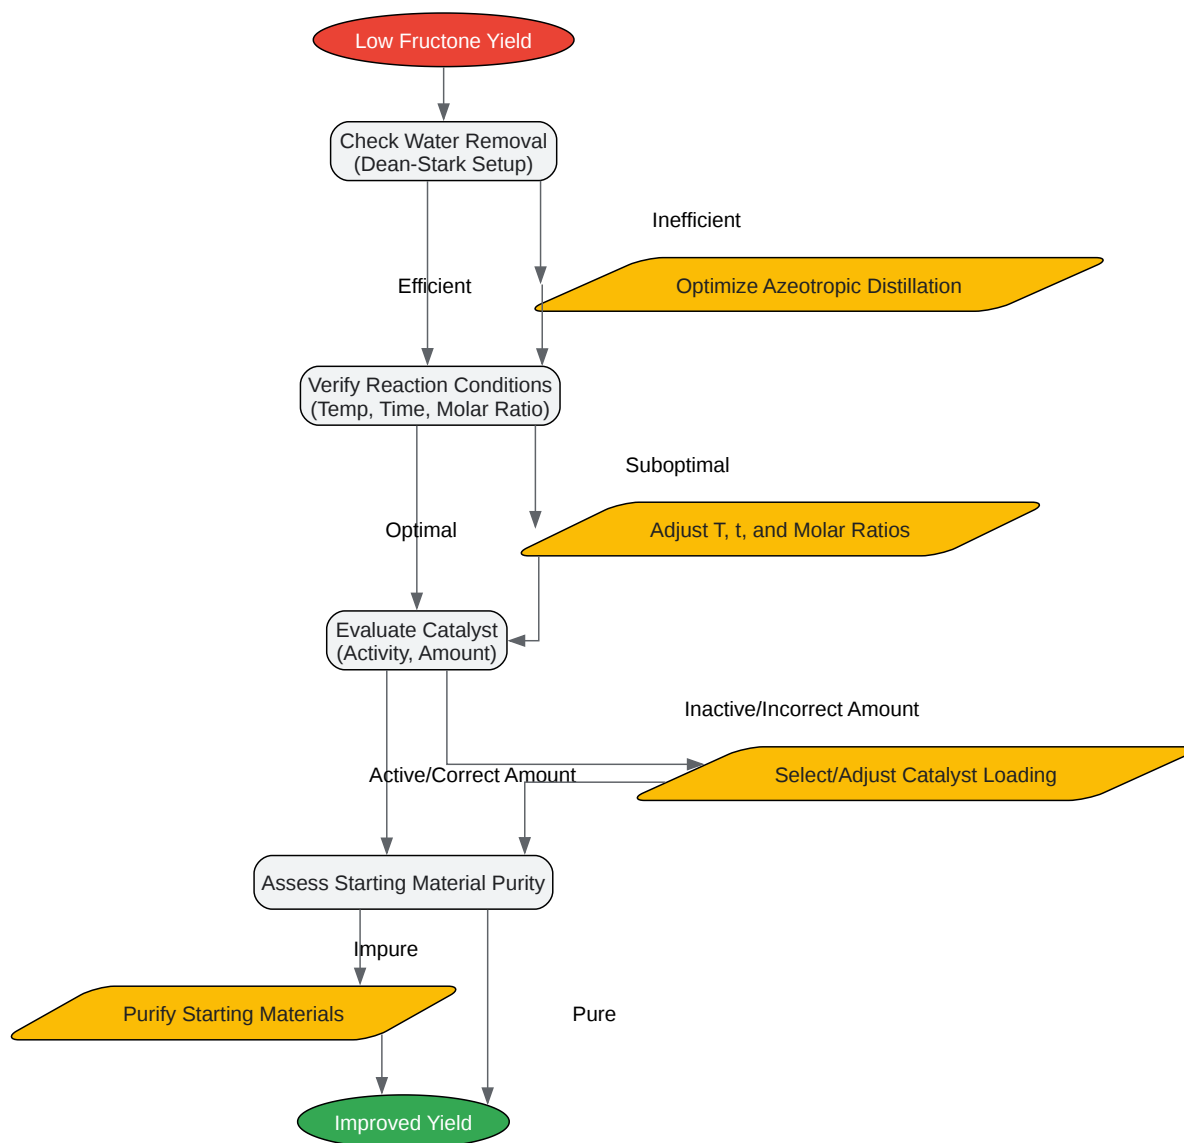 Low Fructone Yield
Check Water Removal
(Dean-Stark Setup)
Inefficient
Efficient
Optimize Azeotropic Distillation
Verify Reaction Conditions
(Temp, Time, Molar Ratio)
Suboptimal
Optimal
Adjust T, t, and Molar Ratios
Evaluate Catalyst
(Activity, Amount)
Inactive/Incorrect Amount
Active/Correct Amount
Select/Adjust Catalyst Loading
Assess Starting Material Purity
Impure
Purify Starting Materials
Pure
Improved Yield